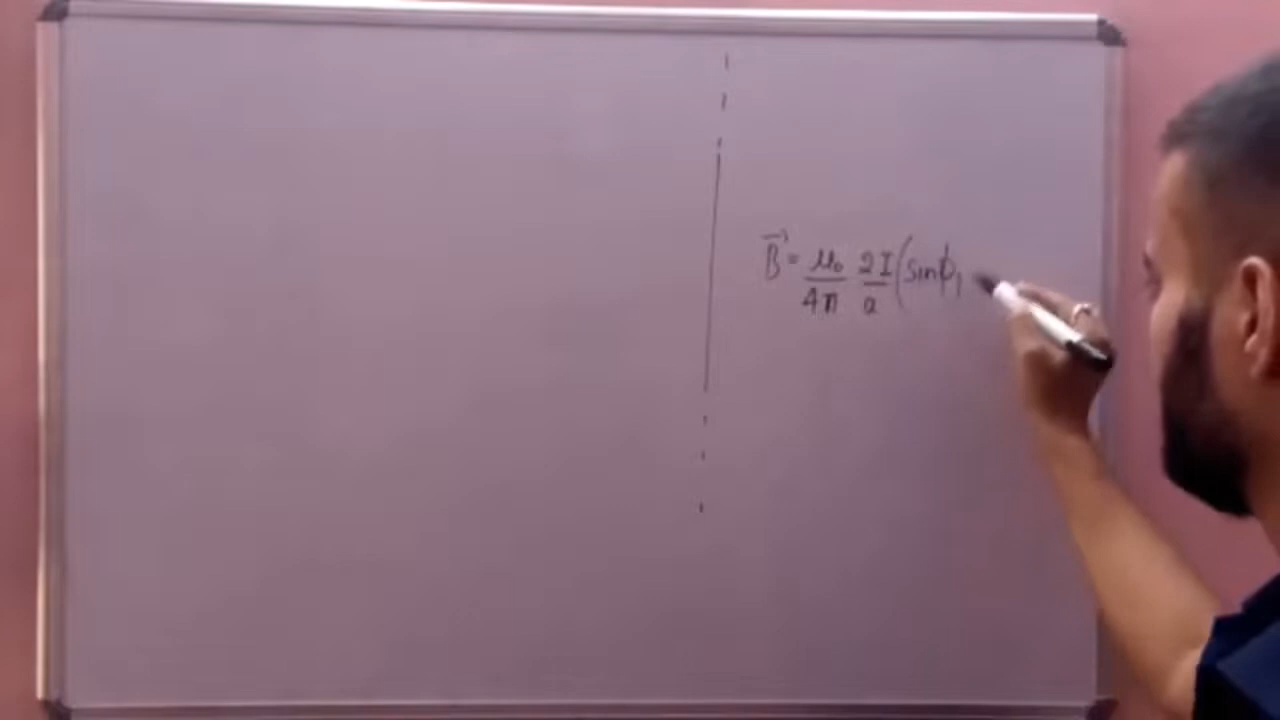 B⃗ = μ₀/4π 2I/a (sinϕ₁